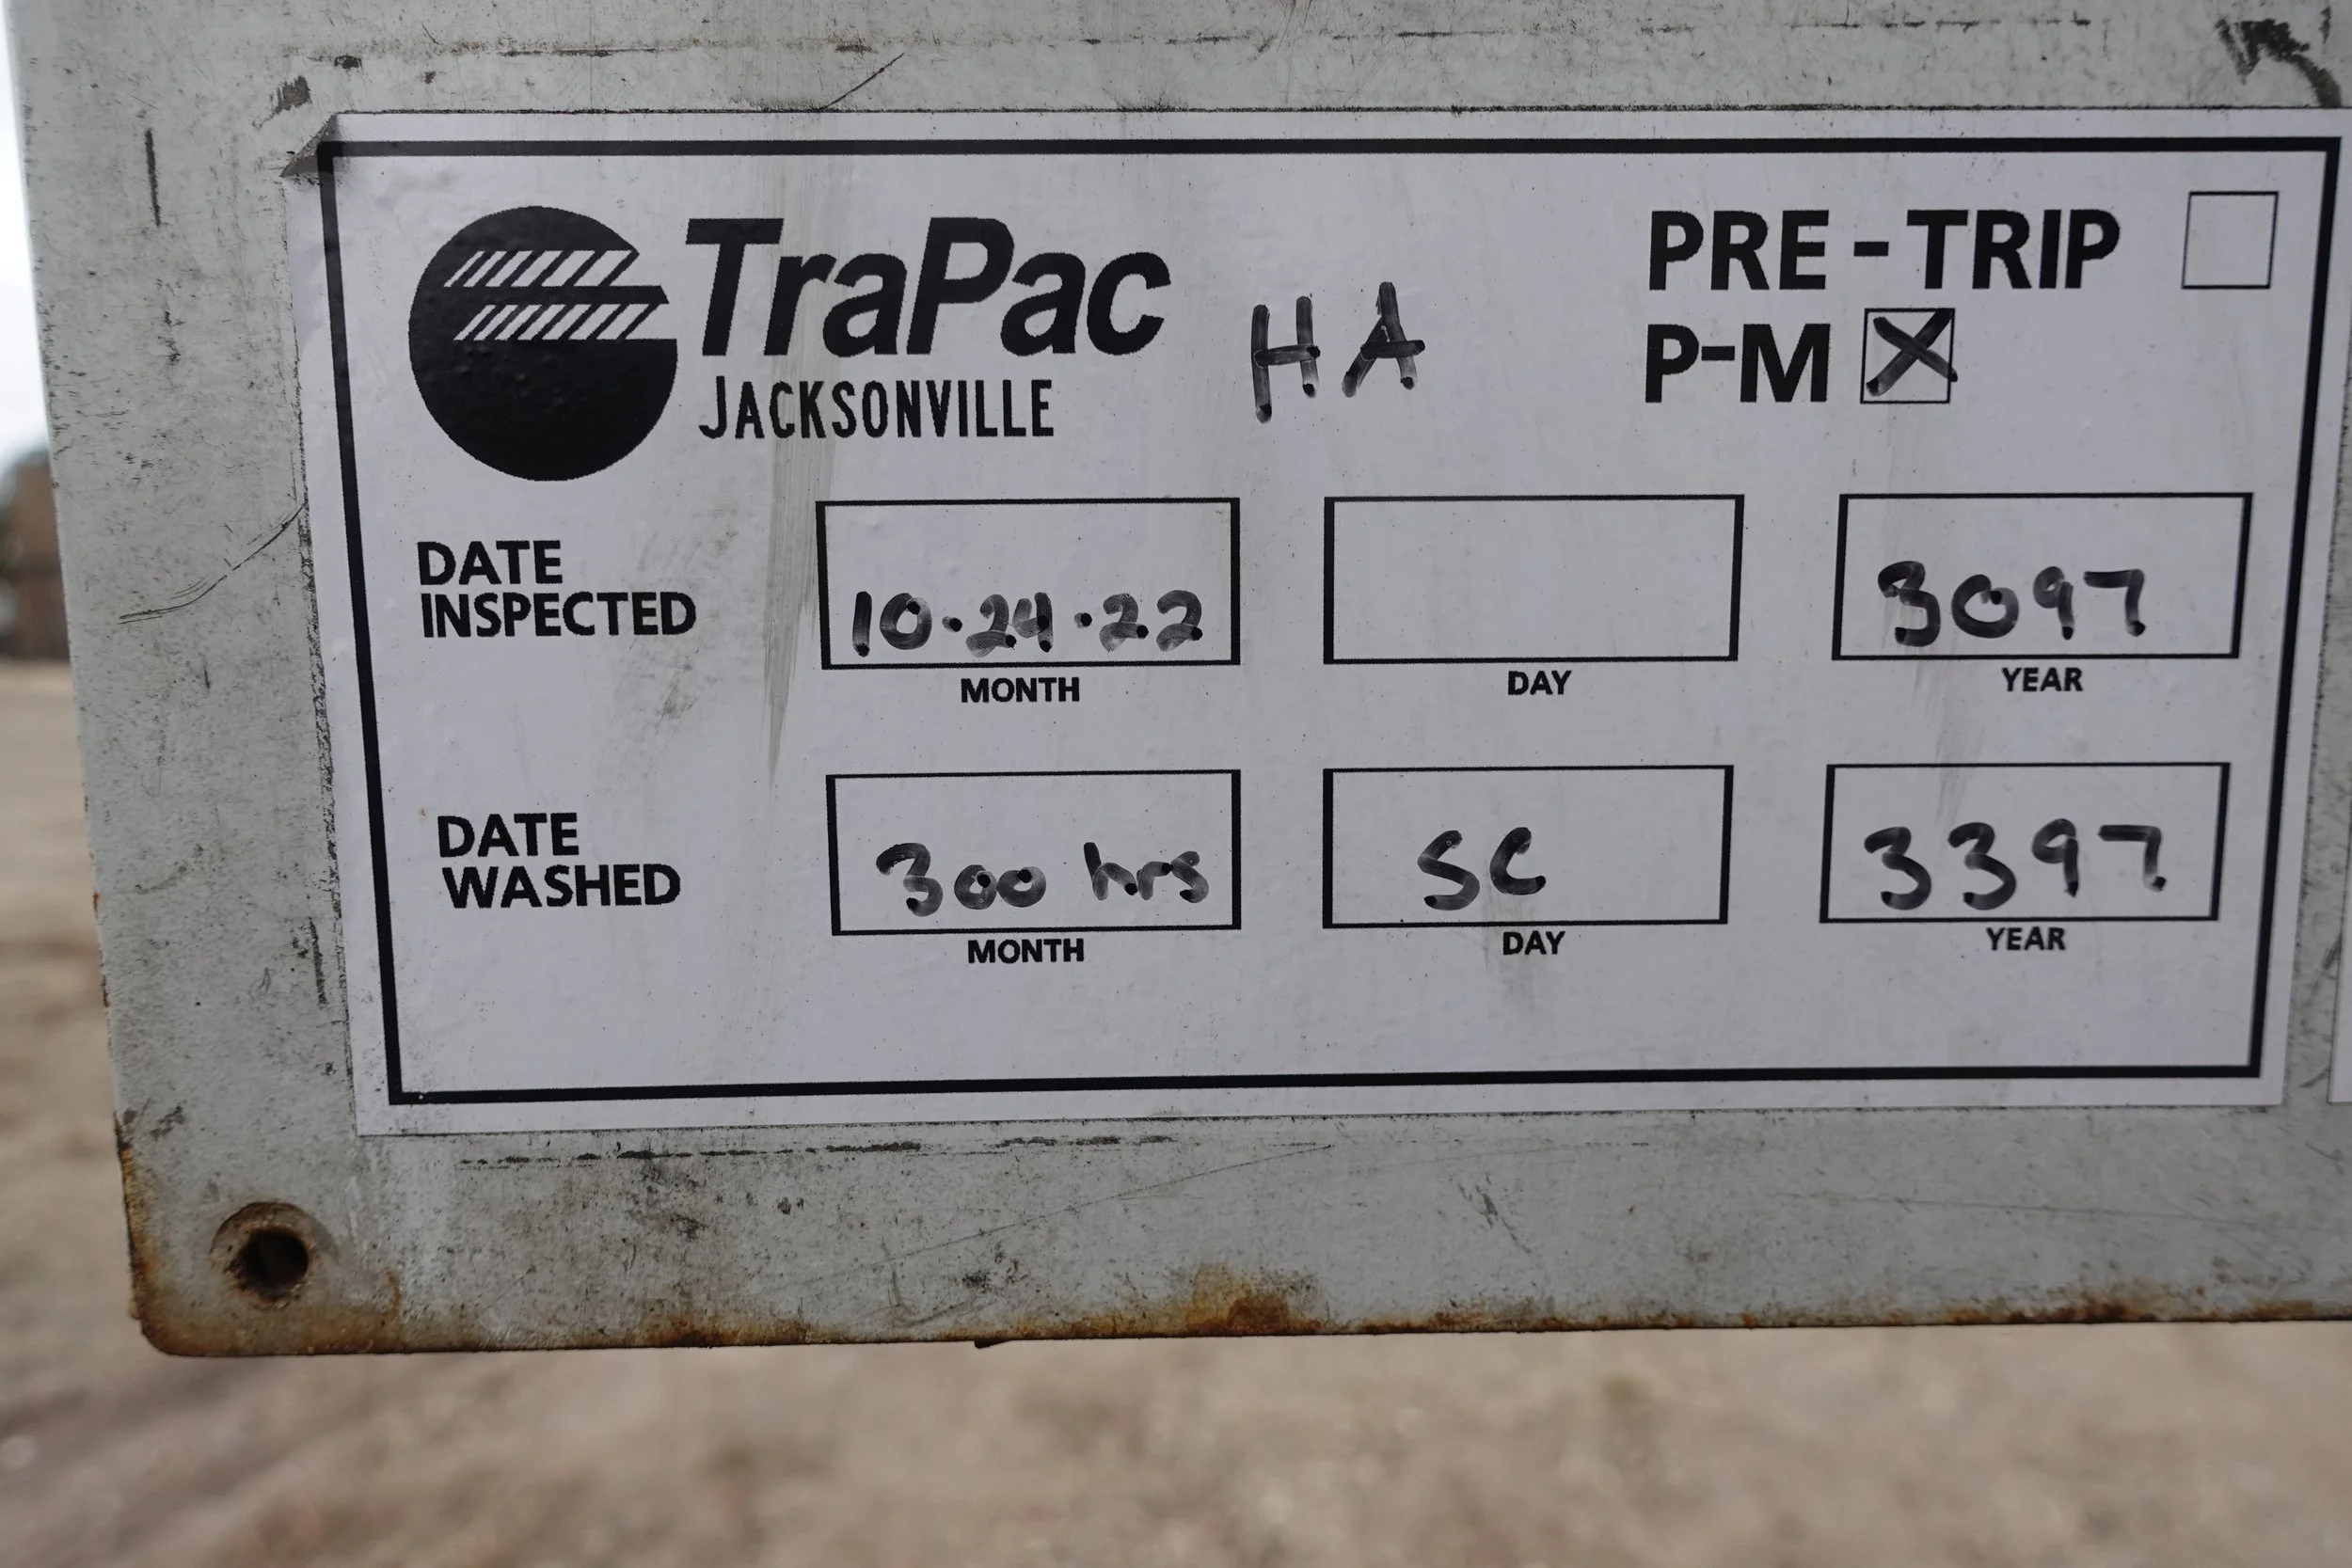 TraPac
JACKSONVILLE
HA
PRE-TRIP
P-M X
DATE
INSPECTED
10.24.22
3097
MONTH DAY YEAR
DATE
WASHED
300 hrs
SC
3397
MONTH DAY YEAR